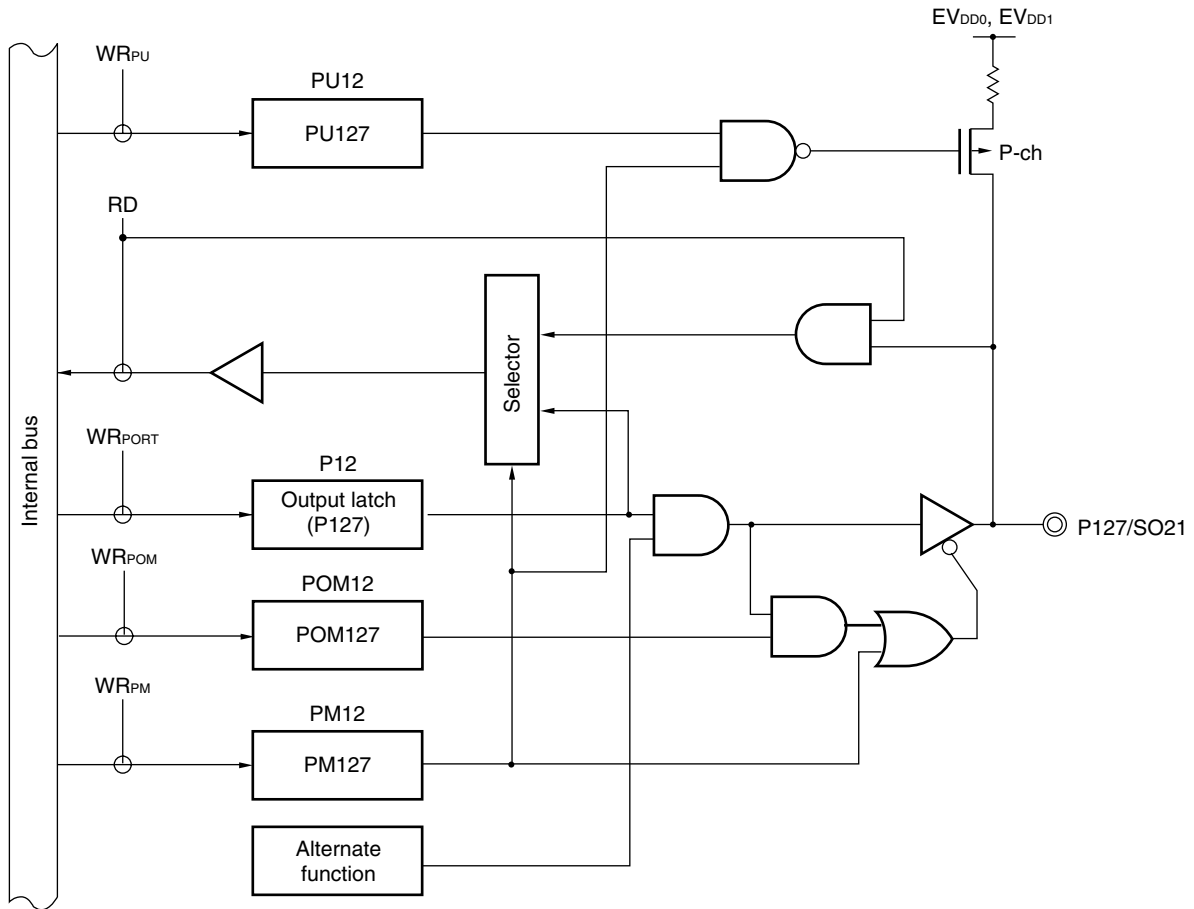 EVDD0, EVDD1
WRPU
PU12
PU127
P-ch
RD
Selector
Internal bus
WRPORT
P12
Output latch
(P127)
P127/SO21
WRPOM
POM12
POM127
WRPM
PM12
PM127
Alternate
function